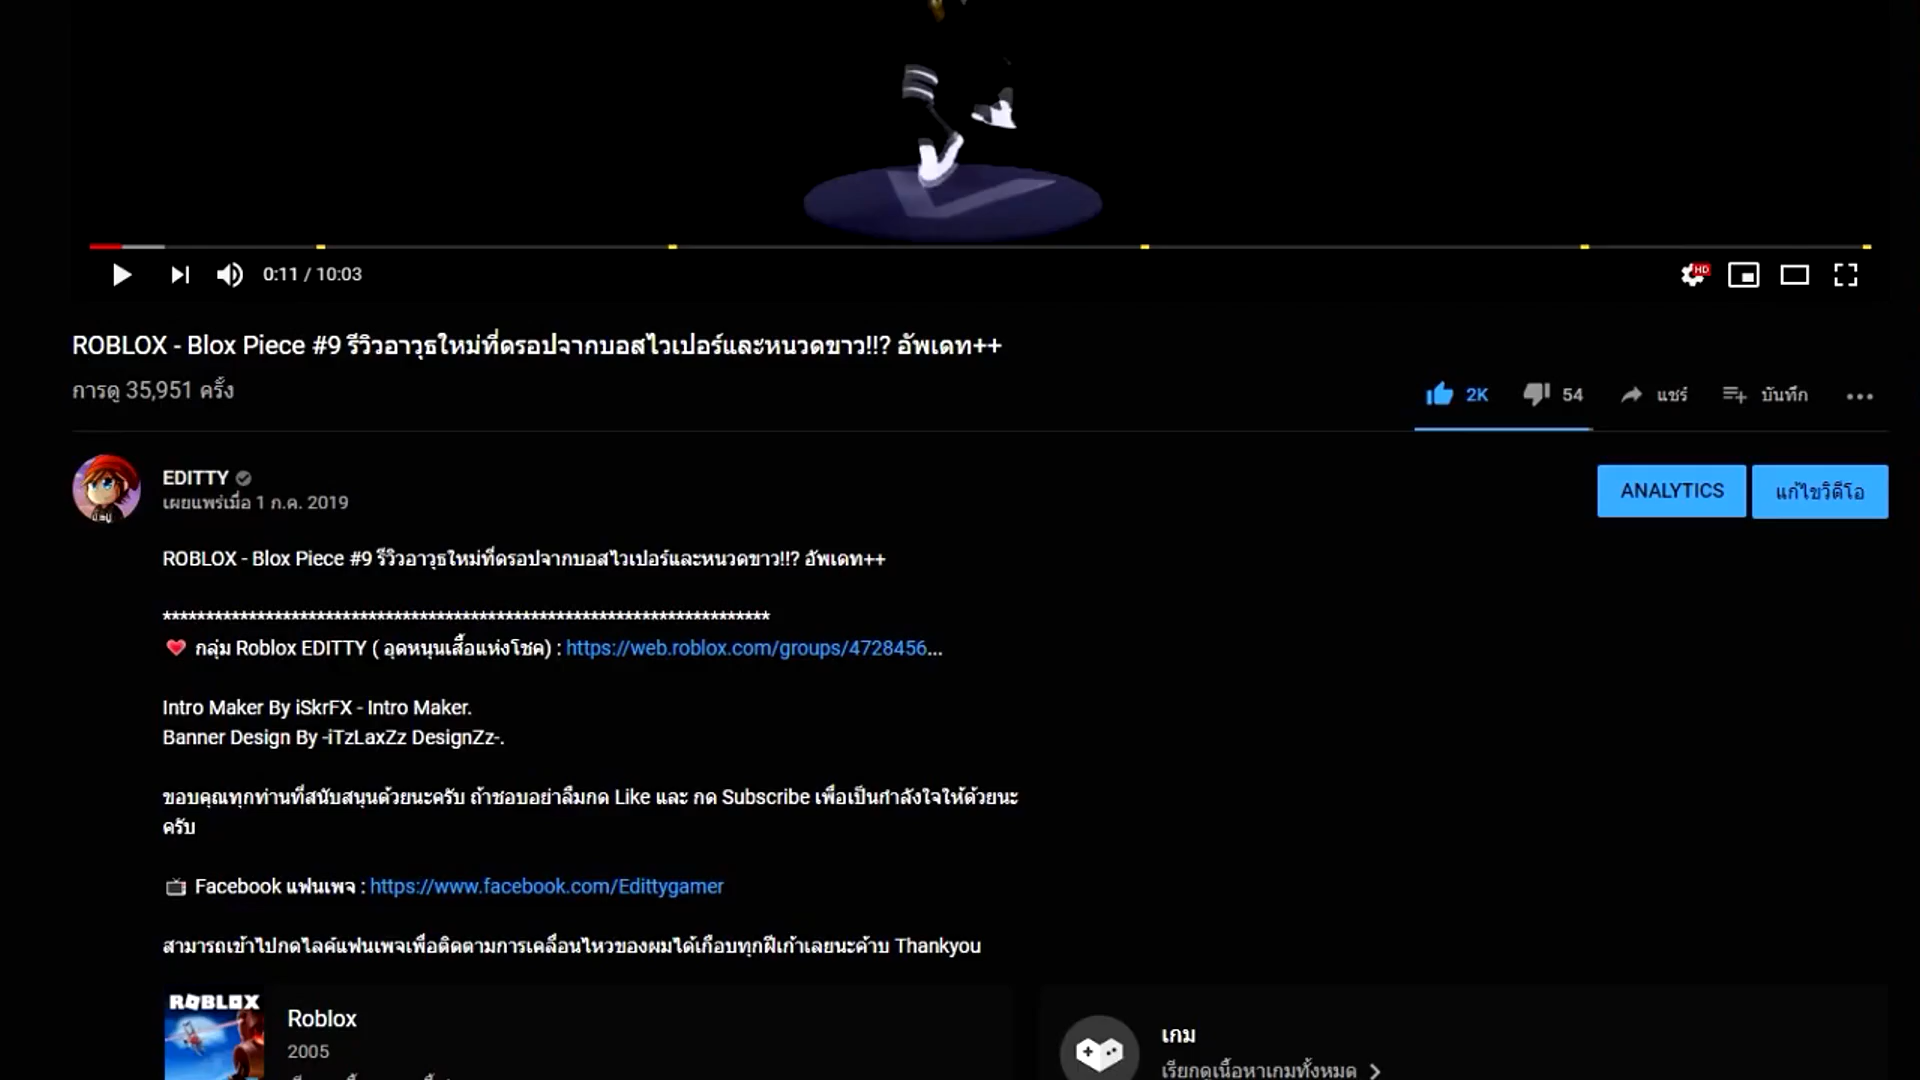 HD
0:11 / 10:03
ROBLOX - Blox Piece #9 รีวิวอาวุธใหม่ที่ดรอปจากบอสไวเปอร์และหนวดขาว!!? อัพเดท++
การดู 35,951 ครั้ง
2K 54 แชร์ บันทึก
EDITTY
เผยแพร่เมื่อ 1 ก.ค. 2019
ANALYTICS แก้ไขวิดีโอ
ROBLOX - Blox Piece #9 รีวิวอาวุธใหม่ที่ดรอปจากบอสไวเปอร์และหนวดขาว!!? อัพเดท++
***********************************************************************
กลุ่ม Roblox EDITTY ( อุดหนุนเสื้อแห่งโชค) : https://web.roblox.com/groups/4728456...
Intro Maker By iSkrFX - Intro Maker.
Banner Design By -iTzLaxZz DesignZz-.
ขอบคุณทุกท่านที่สนับสนุนด้วยนะครับ ถ้าชอบอย่าลืมกด Like และ กด Subscribe เพื่อเป็นกำลังใจให้ด้วยนะ
ครับ
Facebook แฟนเพจ : https://www.facebook.com/Edittygamer
สามารถเข้าไปกดไลค์แฟนเพจเพื่อติดตามการเคลื่อนไหวของผมได้เกือบทุกฝีเก้าเลยนะค้าบ Thankyou
ROBLOX
Roblox
2005
เกม
เรียกดูเนื้อหาเกมทั้งหมด